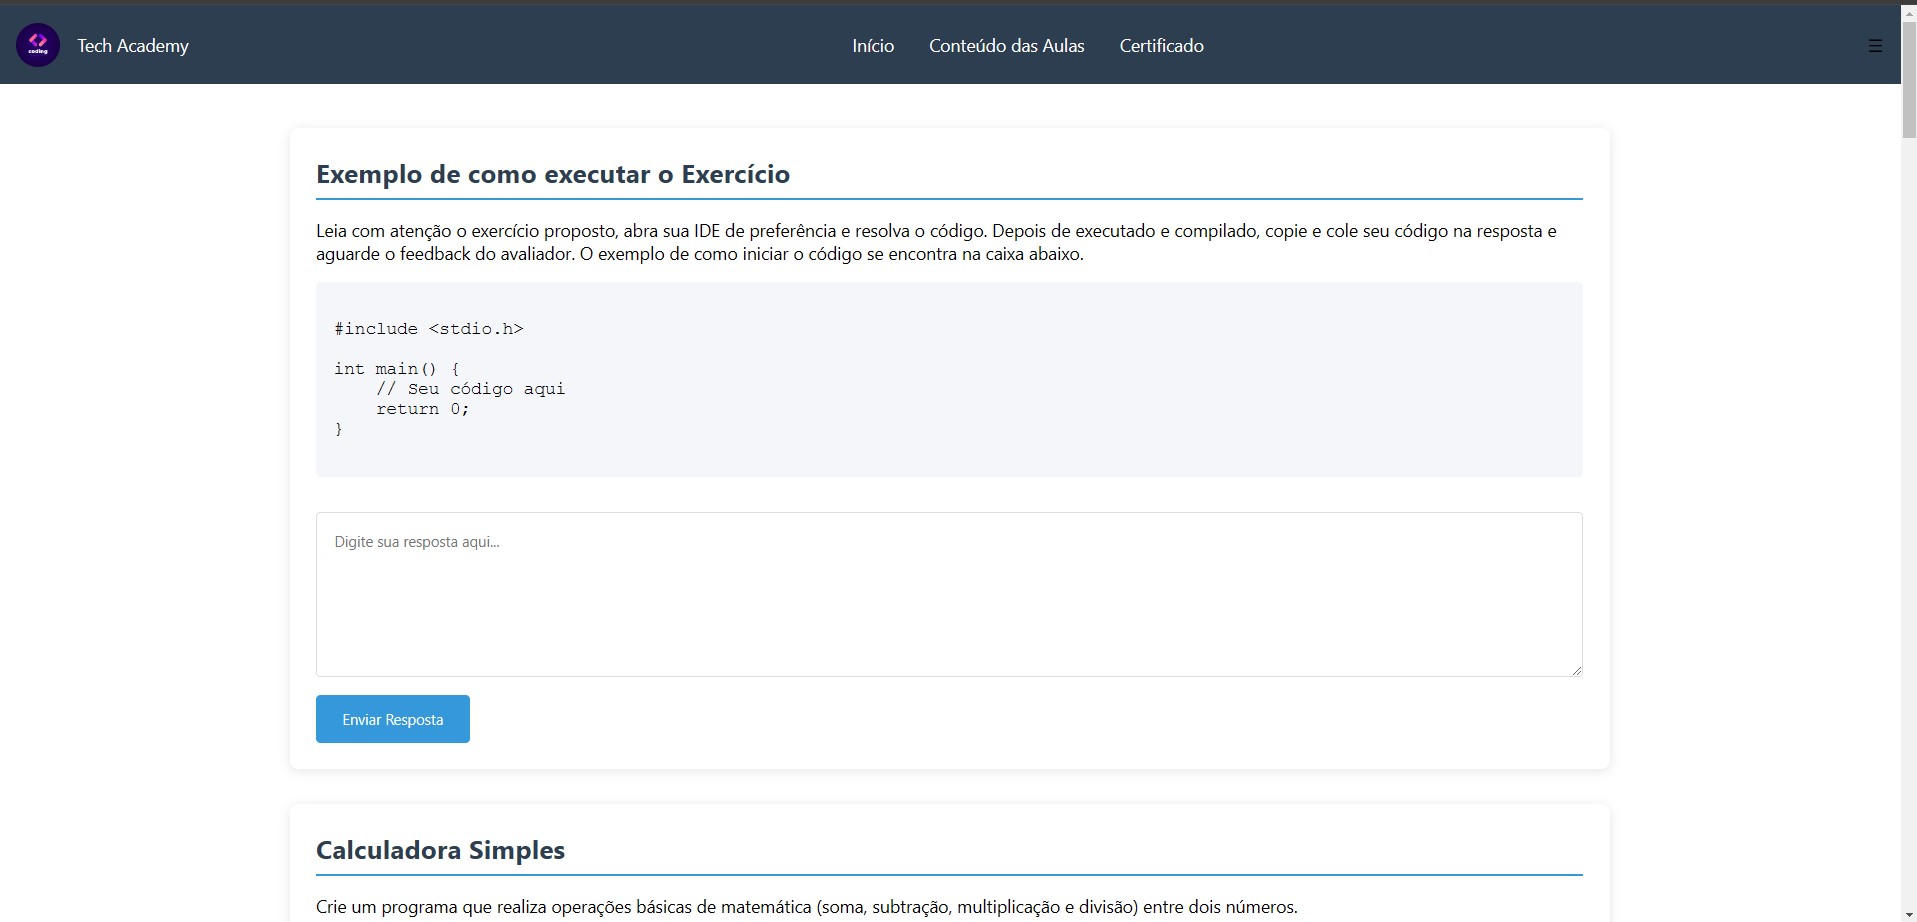 coding
Tech Academy
Início
Conteúdo das Aulas
Certificado
Exemplo de como executar o Exercício
Leia com atenção o exercício proposto, abra sua IDE de preferência e resolva o código. Depois de executado e compilado, copie e cole seu código na resposta e
aguarde o feedback do avaliador. O exemplo de como iniciar o código se encontra na caixa abaixo.
#include <stdio.h>
int main() {
    // Seu código aqui
    return 0;
}
Digite sua resposta aqui...
Enviar Resposta
Calculadora Simples
Crie um programa que realiza operações básicas de matemática (soma, subtração, multiplicação e divisão) entre dois números.